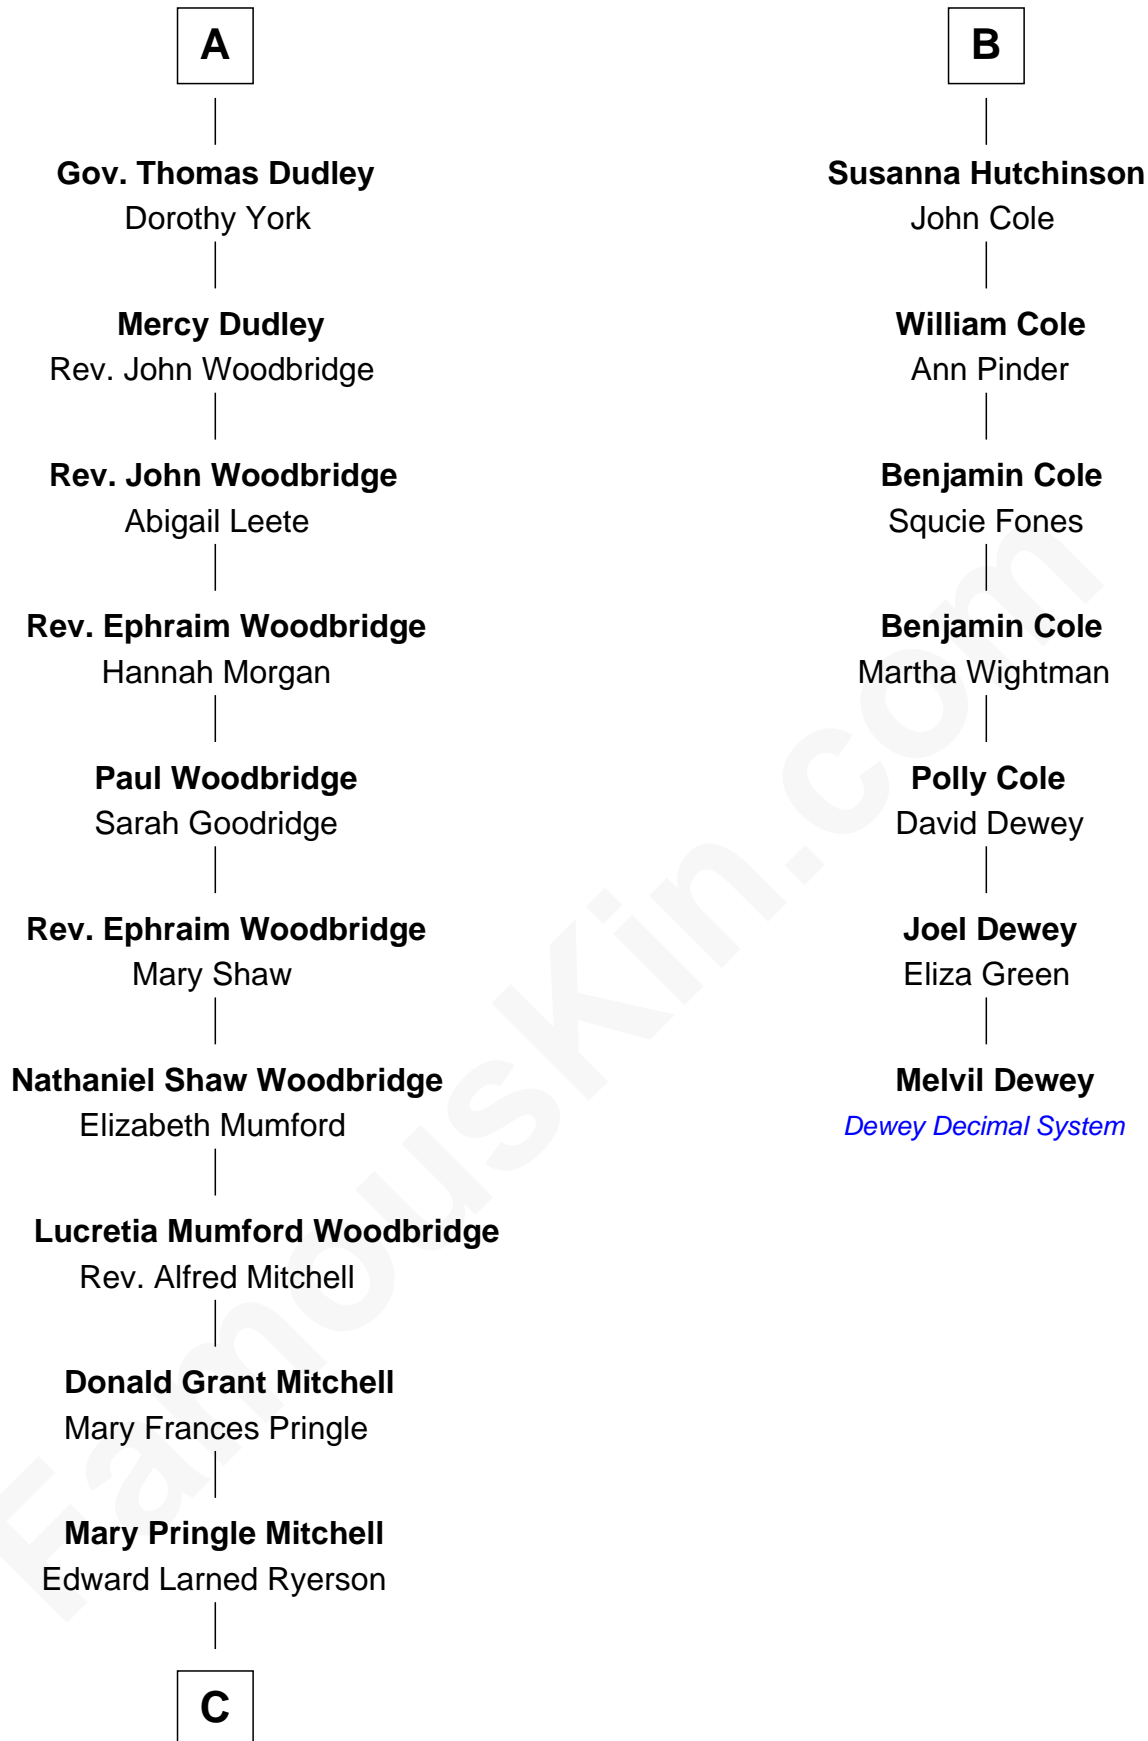 A
Gov. Thomas Dudley
Dorothy York
Mercy Dudley
Rev. John Woodbridge
Rev. John Woodbridge
Abigail Leete
Rev. Ephraim Woodbridge
Hannah Morgan
Paul Woodbridge
Sarah Goodridge
Rev. Ephraim Woodbridge
Mary Shaw
Nathaniel Shaw Woodbridge
Elizabeth Mumford
Lucretia Mumford Woodbridge
Rev. Alfred Mitchell
Donald Grant Mitchell
Mary Frances Pringle
Mary Pringle Mitchell
Edward Larned Ryerson
C
B
Susanna Hutchinson
John Cole
William Cole
Ann Pinder
Benjamin Cole
Squcie Fones
Benjamin Cole
Martha Wightman
Polly Cole
David Dewey
Joel Dewey
Eliza Green
Melvil Dewey
Dewey Decimal System
FamousKin.com